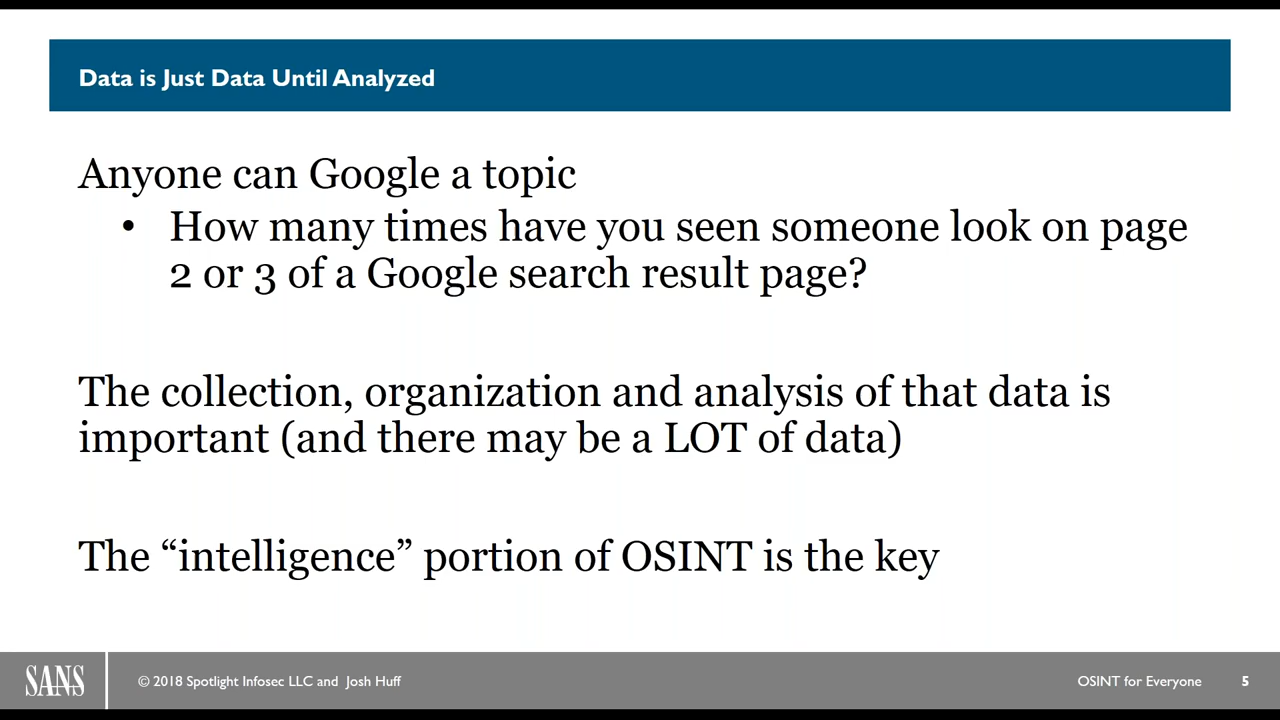 Data is Just Data Until Analyzed
Anyone can Google a topic
• How many times have you seen someone look on page
2 or 3 of a Google search result page?
The collection, organization and analysis of that data is
important (and there may be a LOT of data)
The “intelligence” portion of OSINT is the key
SANS
© 2018 Spotlight Infosec LLC and Josh Huff
OSINT for Everyone
5